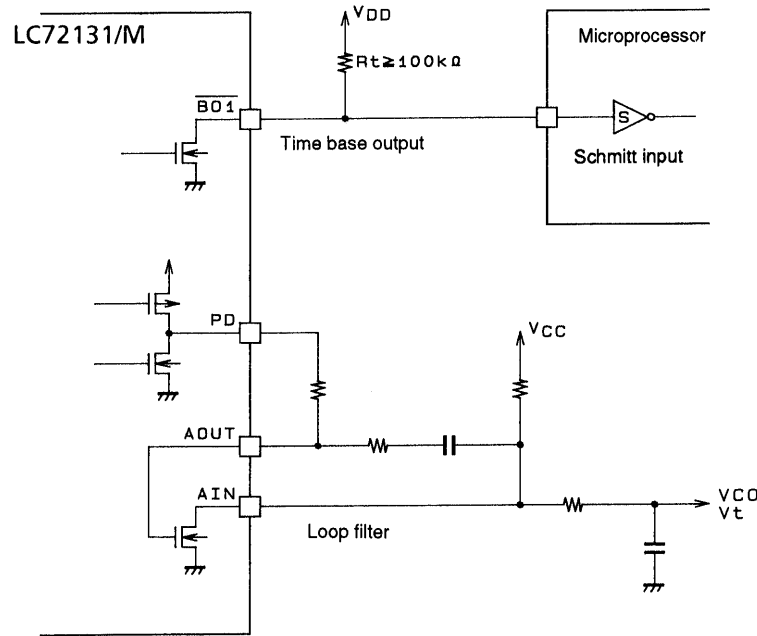 LC72131/M
VDD
Rt≧100kΩ
Microprocessor
BO1
S
Time base output
Schmitt input
PD
VCC
AOUT
AIN
VCO
Vt
Loop filter